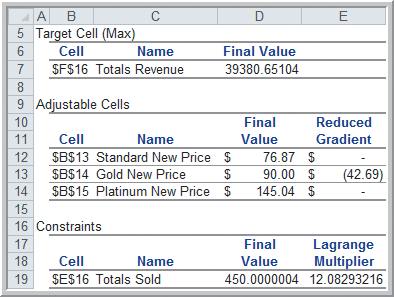 A B C D E
5 Target Cell (Max)
6 Cell Name Final Value
7 $F$16 Totals Revenue 39380.65104
8
9 Adjustable Cells
10 Final Reduced
11 Cell Name Value Gradient
12 $B$13 Standard New Price $ 76.87 $ -
13 $B$14 Gold New Price $ 90.00 $ (42.69)
14 $B$15 Platinum New Price $ 145.04 $ -
15
16 Constraints
17 Final Lagrange
18 Cell Name Value Multiplier
19 $E$16 Totals Sold 450.0000004 12.08293216